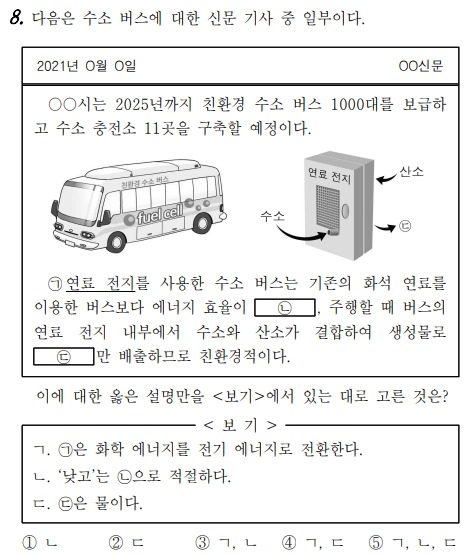 8. 다음은 수소 버스에 대한 신문 기사 중 일부이다.
2021년 O월 O일 OO신문
○○시는 2025년까지 친환경 수소 버스 1000대를 보급하
고 수소 충전소 11곳을 구축할 예정이다.
친환경 수소 버스
fuel cell
연료 전지
산소
수소
㉢
㉠연료 전지를 사용한 수소 버스는 기존의 화석 연료를
이용한 버스보다 에너지 효율이 ㉡, 주행할 때 버스의
연료 전지 내부에서 수소와 산소가 결합하여 생성물로
㉢만 배출하므로 친환경적이다.
이에 대한 옳은 설명만을 <보기>에서 있는 대로 고른 것은?
< 보 기 >
ㄱ. ㉠은 화학 에너지를 전기 에너지로 전환한다.
ㄴ. ‘낮고’는 ㉡으로 적절하다.
ㄷ. ㉢은 물이다.
① ㄴ ② ㄷ ③ ㄱ, ㄴ ④ ㄱ, ㄷ ⑤ ㄱ, ㄴ, ㄷ